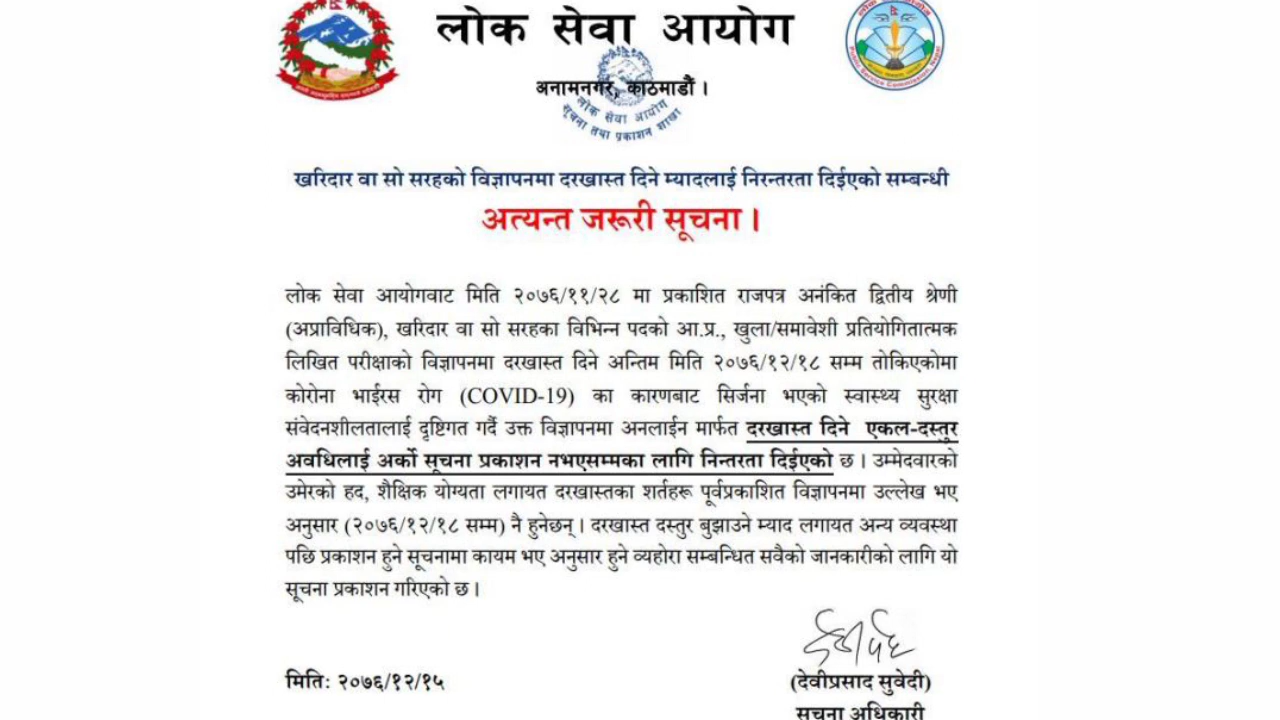 लोक सेवा आयोग
अनामनगर, काठमाडौं ।
लोक सेवा आयोग
सूचना तथा प्रकाशन शाखा
खरिदार वा सो सरहको विज्ञापनमा दरखास्त दिने म्यादलाई निरन्तरता दिईएको सम्बन्धी
अत्यन्त जरूरी सूचना ।
लोक सेवा आयोगवाट मिति २०७६/११/२८ मा प्रकाशित राजपत्र अनंकित द्वितीय श्रेणी
(अप्राविधिक), खरिदार वा सो सरहका विभिन्न पदको आ.प्र., खुला/समावेशी प्रतियोगितात्मक
लिखित परीक्षाको विज्ञापनमा दरखास्त दिने अन्तिम मिति २०७६/१२/१८ सम्म तोकिएकोमा
कोरोना भाईरस रोग (COVID-19) का कारणबाट सिर्जना भएको स्वास्थ्य सुरक्षा
संवेदनशीलतालाई दृष्टिगत गर्दै उक्त विज्ञापनमा अनलाईन मार्फत दरखास्त दिने एकल-दस्तुर
अवधिलाई अर्को सूचना प्रकाशन नभएसम्मका लागि निन्तरता दिईएको छ । उम्मेदवारको
उमेरको हद, शैक्षिक योग्यता लगायत दरखास्तका शर्तहरू पूर्वप्रकाशित विज्ञापनमा उल्लेख भए
अनुसार (२०७६/१२/१८ सम्म) नै हुनेछन् । दरखास्त दस्तुर बुझाउने म्याद लगायत अन्य व्यवस्था
पछि प्रकाशन हुने सूचनामा कायम भए अनुसार हुने व्यहोरा सम्बन्धित सवैको जानकारीको लागि यो
सूचना प्रकाशन गरिएको छ ।
मिति: २०७६/१२/१५
(देवीप्रसाद सुवेदी)
सूचना अधिकारी